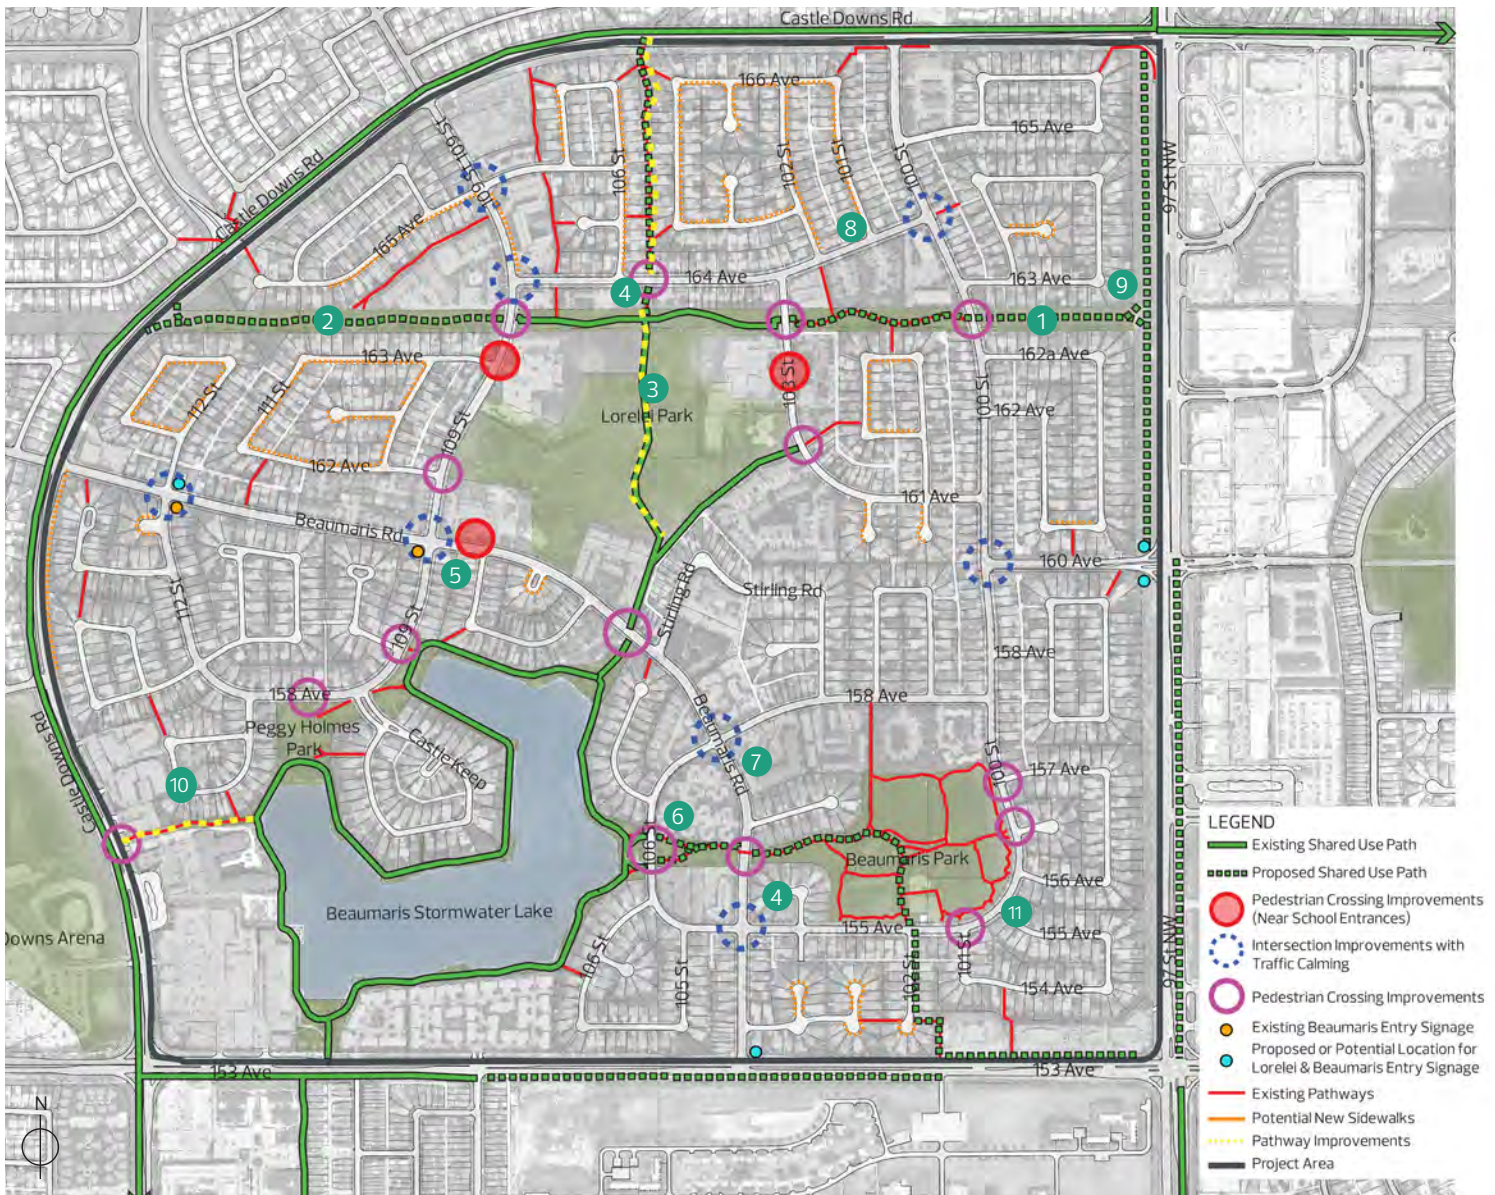 Castle Downs Rd
166 Ave
165 Ave
109 St
109 St
106 St
102 St
101 St
100 St
97 St NW
Castle Downs Rd
165 Ave
8
164 Ave
163 Ave
9
4
2
1
163 Ave
162a Ave
112 St
111 St
103 St
3
Lorelei Park
100 St
162 Ave
109 St
162 Ave
161 Ave
Beaumaris Rd
160 Ave
5
Stirling Rd
Stirling Rd
112 St
109 St
158 Ave
158 Ave
158 Ave
Peggy Holmes
Park
Castle Keep
Beaumaris Rd
7
100 St
157 Ave
Castle Downs Rd
Castle Downs Rd
10
6
106 St
Beaumaris Park
156 Ave
4
11
Beaumaris Stormwater Lake
155 Ave
155 Ave
Downs Arena
106 St
105 St
102 St
101 St
154 Ave
97 St NW
153 Ave
153 Ave
N
LEGEND
Existing Shared Use Path
Proposed Shared Use Path
Pedestrian Crossing Improvements
(Near School Entrances)
Intersection Improvements with
Traffic Calming
Pedestrian Crossing Improvements
Existing Beaumaris Entry Signage
Proposed or Potential Location for
Lorelei & Beaumaris Entry Signage
Existing Pathways
Potential New Sidewalks
Pathway Improvements
Project Area